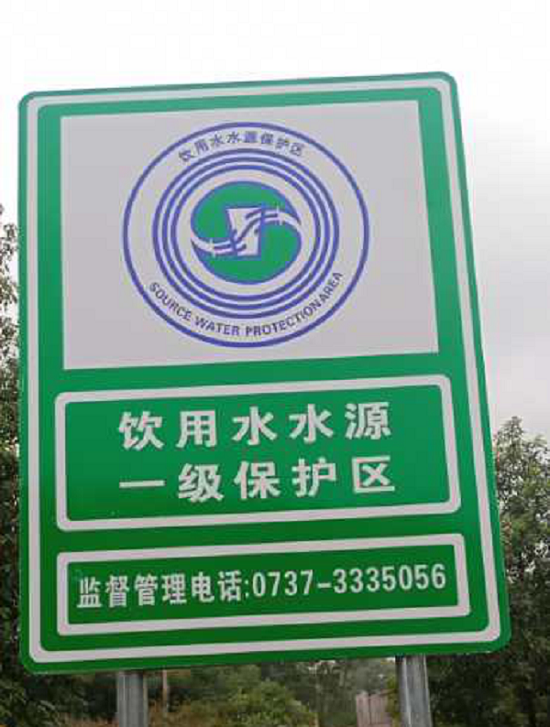 饮用水水源保护区
SOURCE WATER PROTECTION AREA
饮用水水源
一级保护区
监督管理电话:0737-3335056